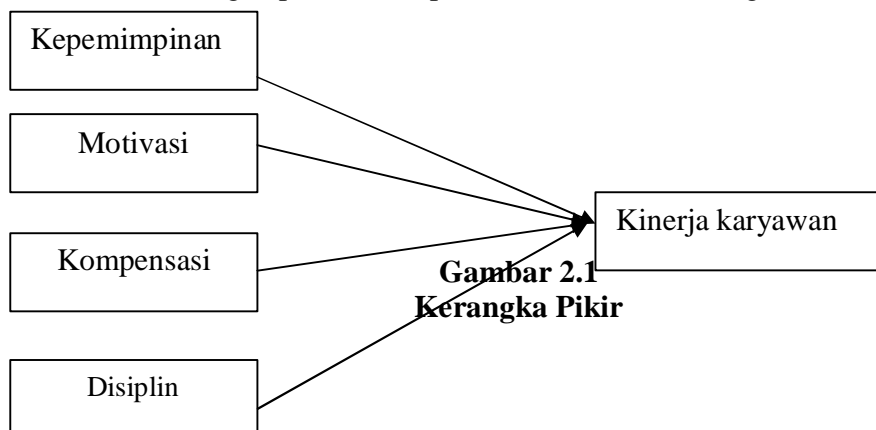 Kepemimpinan
Motivasi
Kompensasi
Disiplin
Kinerja karyawan
Gambar 2.1
Kerangka Pikir